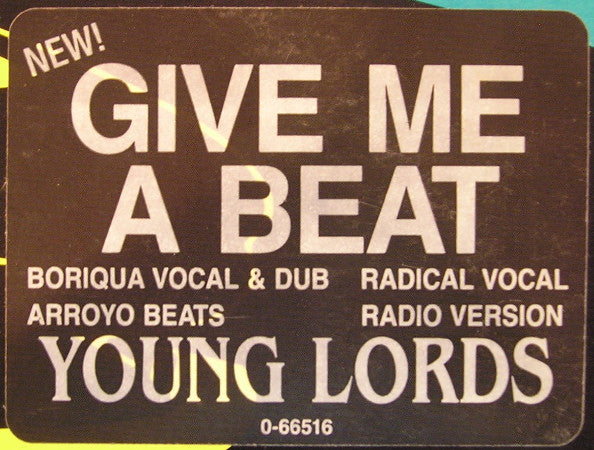 NEW!
GIVE ME
A BEAT
BORIQUA VOCAL & DUB RADICAL VOCAL
ARROYO BEATS RADIO VERSION
YOUNG LORDS
0-66516